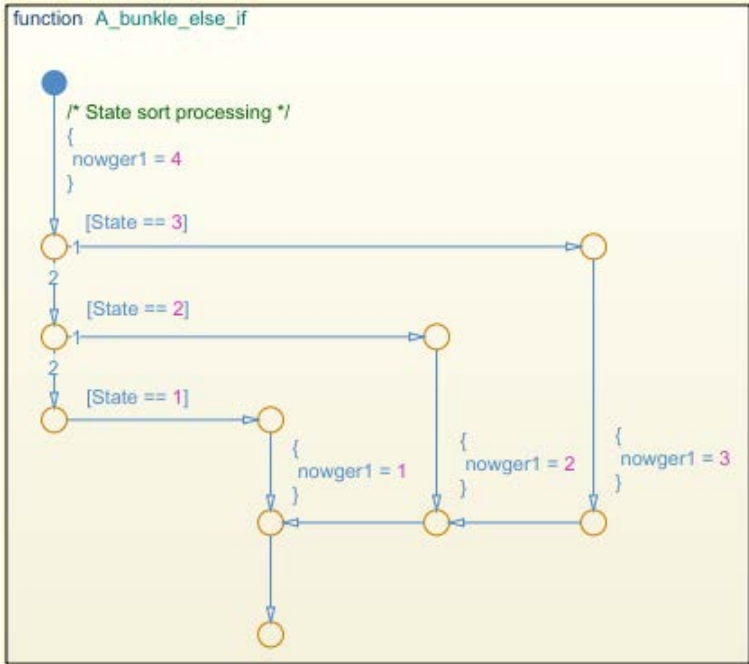 function A_bunkle_else_if
/* State sort processing */
{
nowger1 = 4
}
[State == 3]
1
2
[State == 2]
1
2
[State == 1]
{
nowger1 = 1
}
{
nowger1 = 2
}
{
nowger1 = 3
}